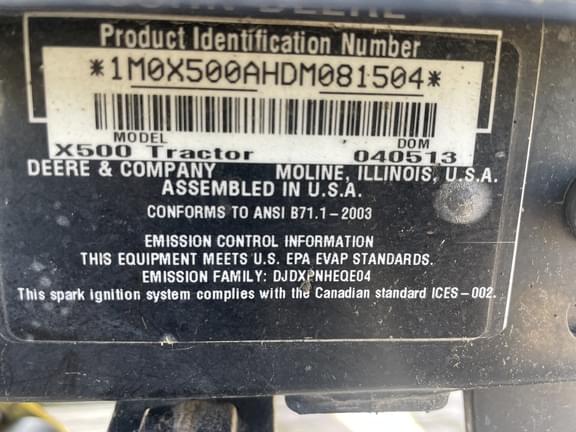 JOHN DEERE
Product Identification Number
*1M0X500AHDM081504*
MODEL DOM
X500 Tractor 040513
DEERE & COMPANY MOLINE, ILLINOIS, U.S.A.
ASSEMBLED IN U.S.A.
CONFORMS TO ANSI B71.1-2003
EMISSION CONTROL INFORMATION
THIS EQUIPMENT MEETS U.S. EPA EVAP STANDARDS.
EMISSION FAMILY: DJDXPNHEQE04
This spark ignition system complies with the Canadian standard ICES-002.